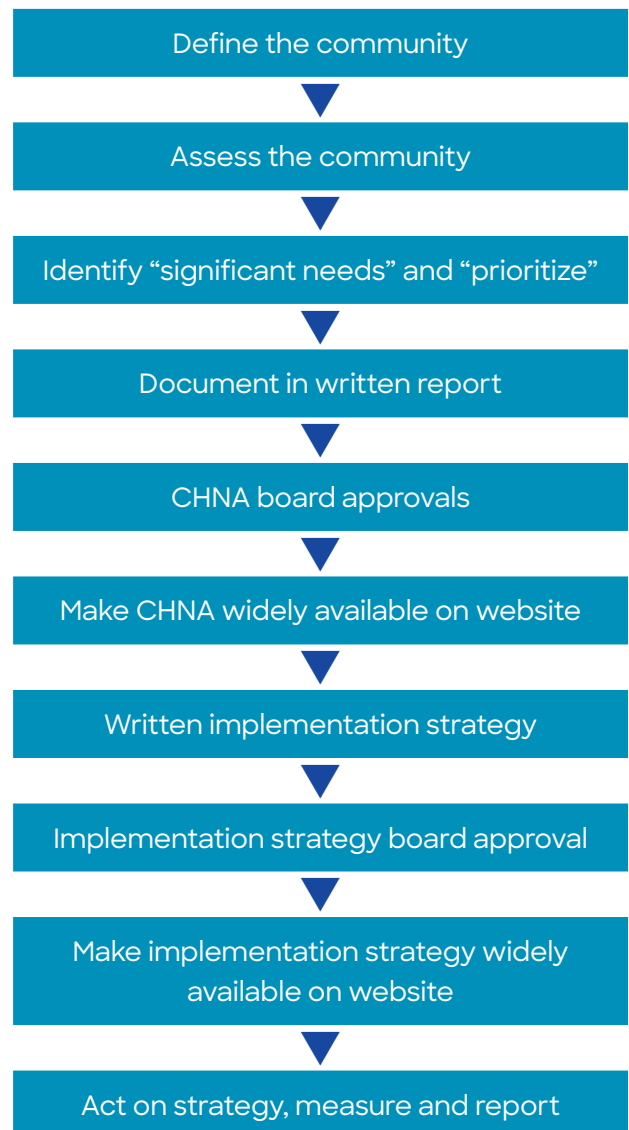 Define the community
Assess the community
Identify “significant needs” and “prioritize”
Document in written report
CHNA board approvals
Make CHNA widely available on website
Written implementation strategy
Implementation strategy board approval
Make implementation strategy widely
available on website
Act on strategy, measure and report